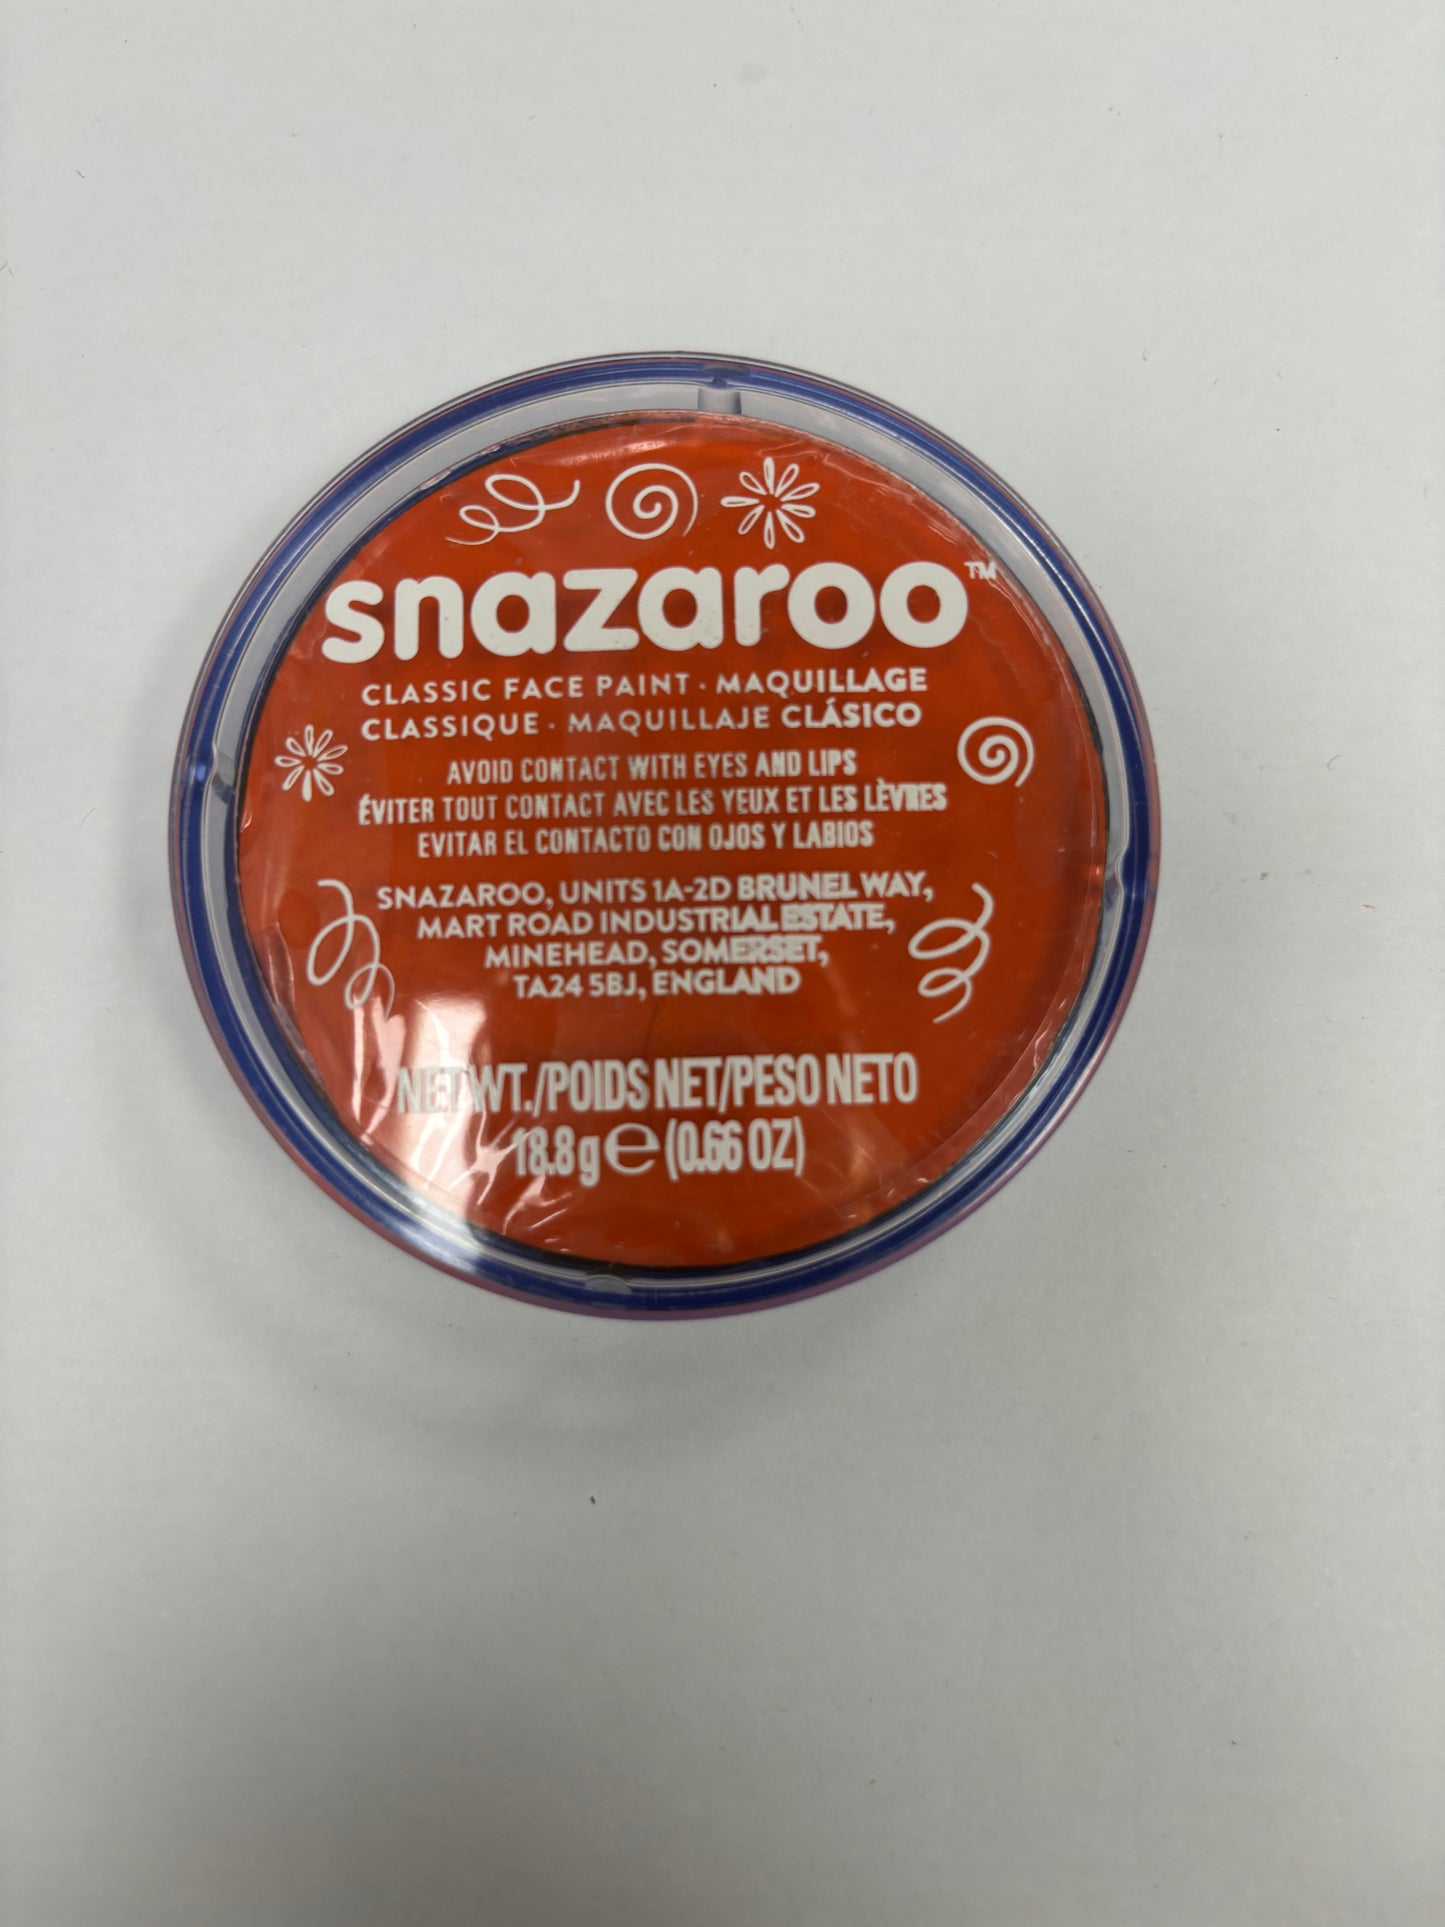 snazaroo™
CLASSIC FACE PAINT · MAQUILLAGE
CLASSIQUE · MAQUILLAJE CLÁSICO
AVOID CONTACT WITH EYES AND LIPS
ÉVITER TOUT CONTACT AVEC LES YEUX ET LES LÈVRES
EVITAR EL CONTACTO CON OJOS Y LABIOS
SNAZAROO, UNITS 1A-2D BRUNEL WAY,
MART ROAD INDUSTRIAL ESTATE,
MINEHEAD, SOMERSET,
TA24 5BJ, ENGLAND
NET WT./POIDS NET/PESO NETO
18.8 g ℮ (0.66 OZ)